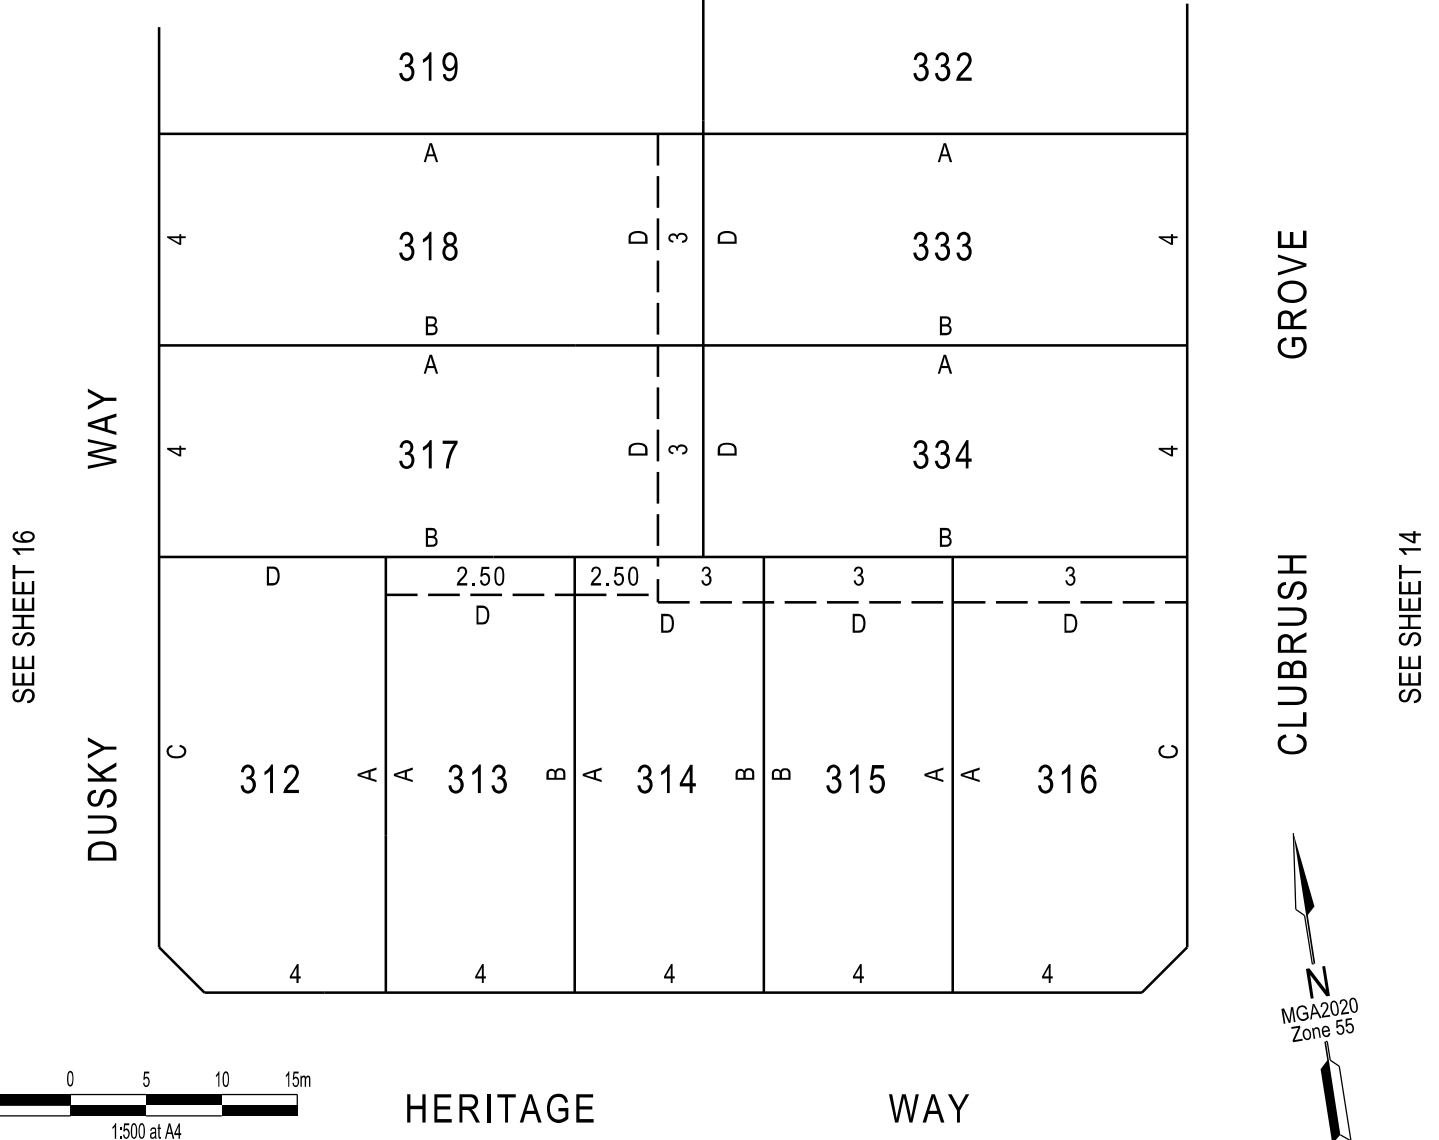 319
332
A
A
4
318
D
3
D
333
4
B
B
GROVE
A
A
WAY
4
317
D
3
D
334
4
B
B
SEE SHEET 16
D
2.50
2.50
3
3
3
D
D
D
D
CLUBRUSH
SEE SHEET 14
DUSKY
C
312
A
A
313
B
A
314
B
B
315
A
A
316
C
4
4
4
4
4
N
MGA2020
Zone 55
0 5 10 15m
1:500 at A4
HERITAGE WAY